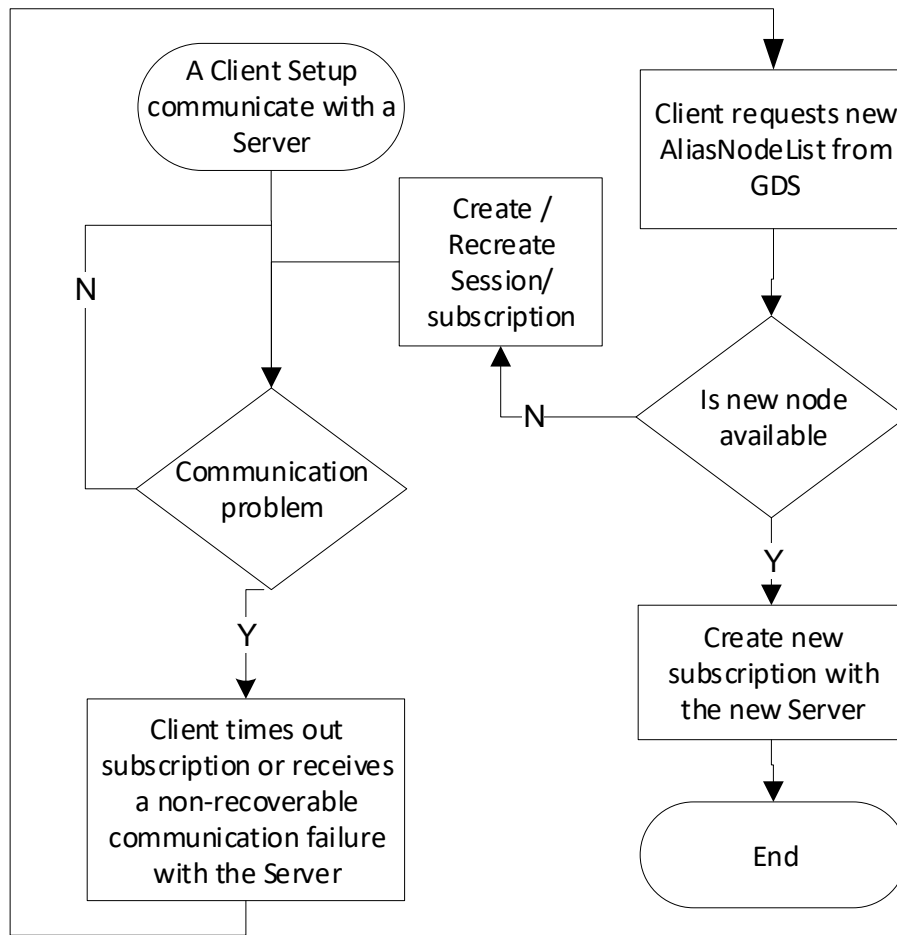 A Client Setup
communicate with a
Server
N
Communication
problem
Y
Client times out
subscription or receives
a non-recoverable
communication failure
with the Server
Client requests new
AliasNodeList from
GDS
Create /
Recreate
Session/
subscription
Is new node
available
N
Y
Create new
subscription with
the new Server
End